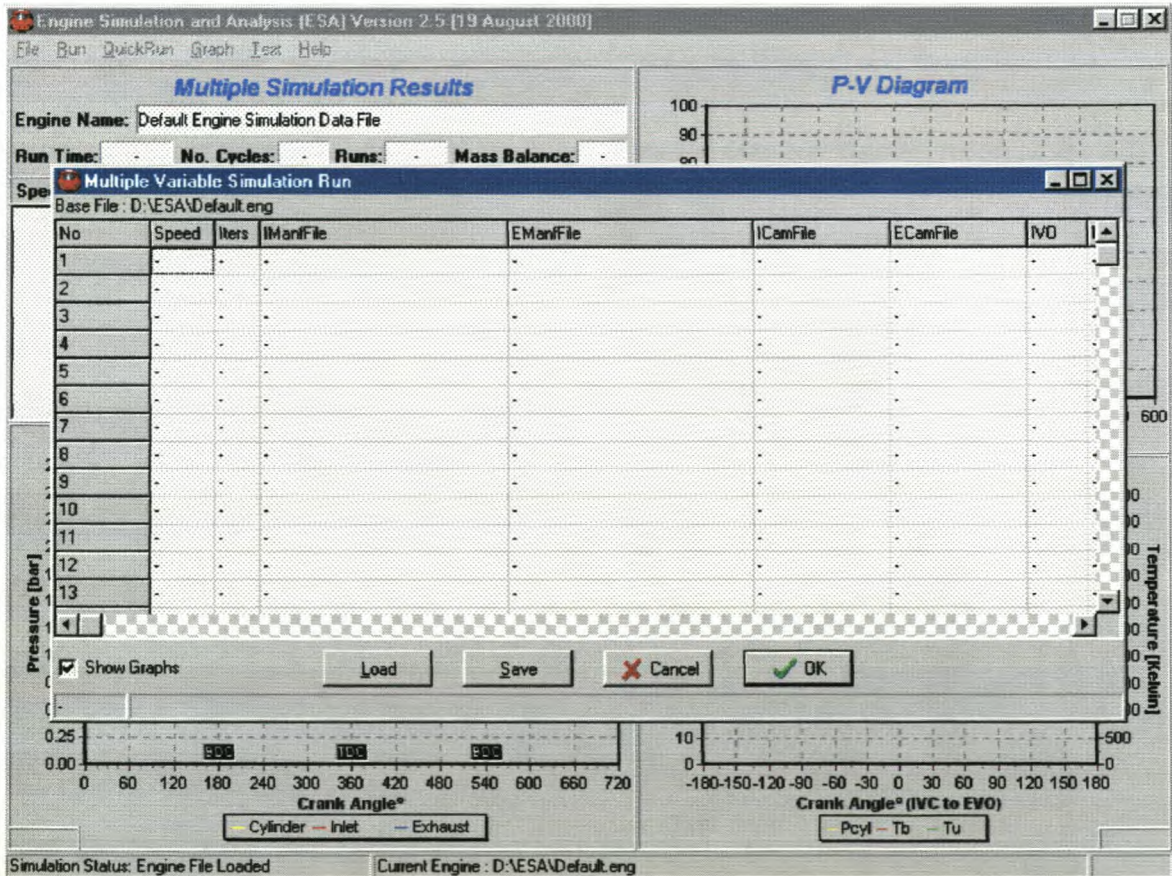 Engine Simulation and Analysis (ESA) Version 2.5 [19 August 2000]
File Run QuickRun Graph Text Help
Multiple Simulation Results
Engine Name: Default Engine Simulation Data File
Run Time: - No. Cycles: - Runs: - Mass Balance: -
P-V Diagram
100
90
600
Multiple Variable Simulation Run
Base File : D:\ESA\Default.eng
No Speed Iters IManfFile EManfFile ICamFile ECamFile IVO
1 - - - - - - - -
2 - - - - - - - -
3 - - - - - - - -
4 - - - - - - - -
5 - - - - - - - -
6 - - - - - - - -
7 - - - - - - - -
8 - - - - - - - -
9 - - - - - - - -
10 - - - - - - - -
11 - - - - - - - -
12 - - - - - - - -
13 - - - - - - - -
Show Graphs Load Save Cancel OK
-
Pressure [bar]
0.25
0.00
BDC TDC BDC
0 60 120 180 240 300 360 420 480 540 600 660 720
Crank Angle°
Cylinder Inlet Exhaust
Temperature [Kelvin]
10
0
500
0
-180 -150 -120 -90 -60 -30 0 30 60 90 120 150 180
Crank Angle° (IVC to EVO)
Pcyl Tb Tu
Simulation Status: Engine File Loaded
Current Engine : D:\ESA\Default.eng